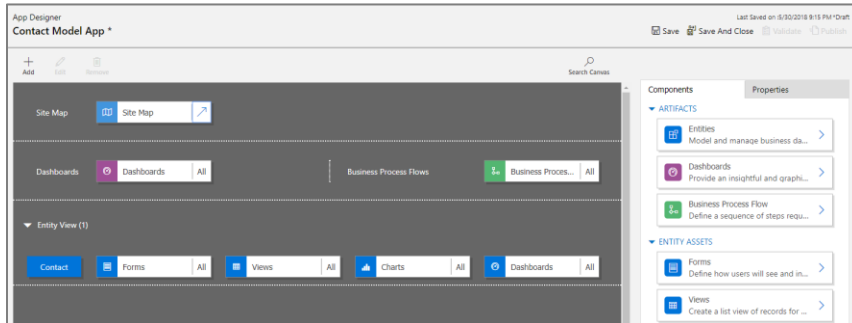 App Designer
Last Saved on :5/30/2018 9:15 PM *Draft
Contact Model App *
Save Save And Close Validate Publish
Add Edit Remove
Search Canvas
Components Properties
ARTIFACTS
Site Map Site Map
Entities
Model and manage business da...
Dashboards Dashboards All Business Process Flows Business Proces... All
Dashboards
Provide an insightful and graphi...
Business Process Flow
Define a sequence of steps requ...
Entity View (1)
ENTITY ASSETS
Contact Forms All Views All Charts All Dashboards All
Forms
Define how users will see and in...
Views
Create a list view of records for ...